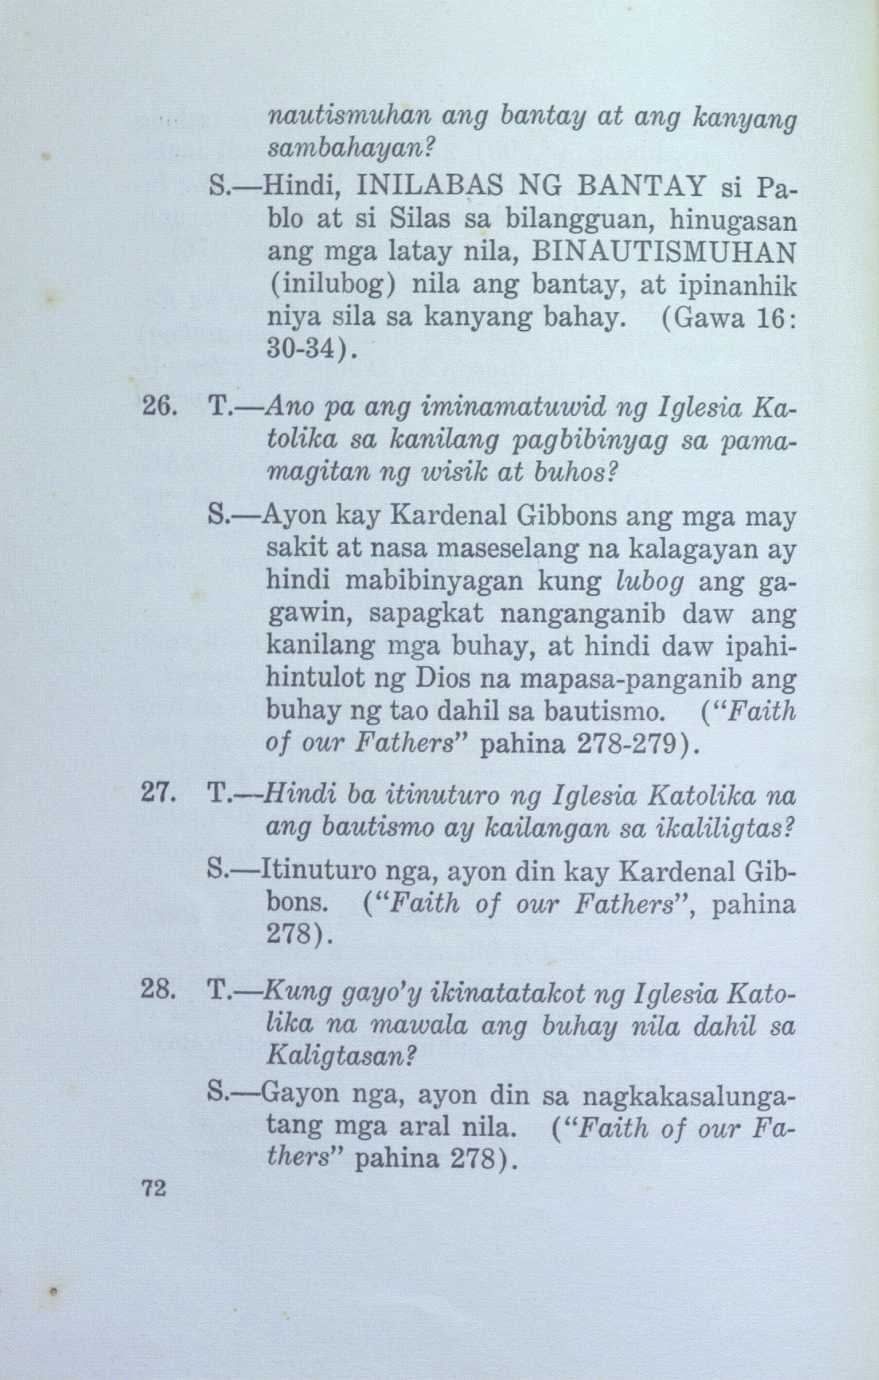 nautismuhan ang bantay at ang kanyang
sambahayan?
S.—Hindi, INILABAS NG BANTAY si Pa-
blo at si Silas sa bilangguan, hinugasan
ang mga latay nila, BINAUTISMUHAN
(inilubog) nila ang bantay, at ipinanhik
niya sila sa kanyang bahay. (Gawa 16:
30-34).
26. T.—Ano pa ang iminamatuwid ng Iglesia Ka-
tolika sa kanilang pagbibinyag sa pama-
magitan ng wisik at buhos?
S.—Ayon kay Kardenal Gibbons ang mga may
sakit at nasa maseselang na kalagayan ay
hindi mabibinyagan kung lubog ang ga-
gawin, sapagkat nanganganib daw ang
kanilang mga buhay, at hindi daw ipahi-
hintulot ng Dios na mapasa-panganib ang
buhay ng tao dahil sa bautismo. (“Faith
of our Fathers” pahina 278-279).
27. T.—Hindi ba itinuturo ng Iglesia Katolika na
ang bautismo ay kailangan sa ikaliligtas?
S.—Itinuturo nga, ayon din kay Kardenal Gib-
bons. (“Faith of our Fathers”, pahina
278).
28. T.—Kung gayo’y ikinatatakot ng Iglesia Kato-
lika na mawala ang buhay nila dahil sa
Kaligtasan?
S.—Gayon nga, ayon din sa nagkakasalunga-
tang mga aral nila. (“Faith of our Fa-
thers” pahina 278).
72